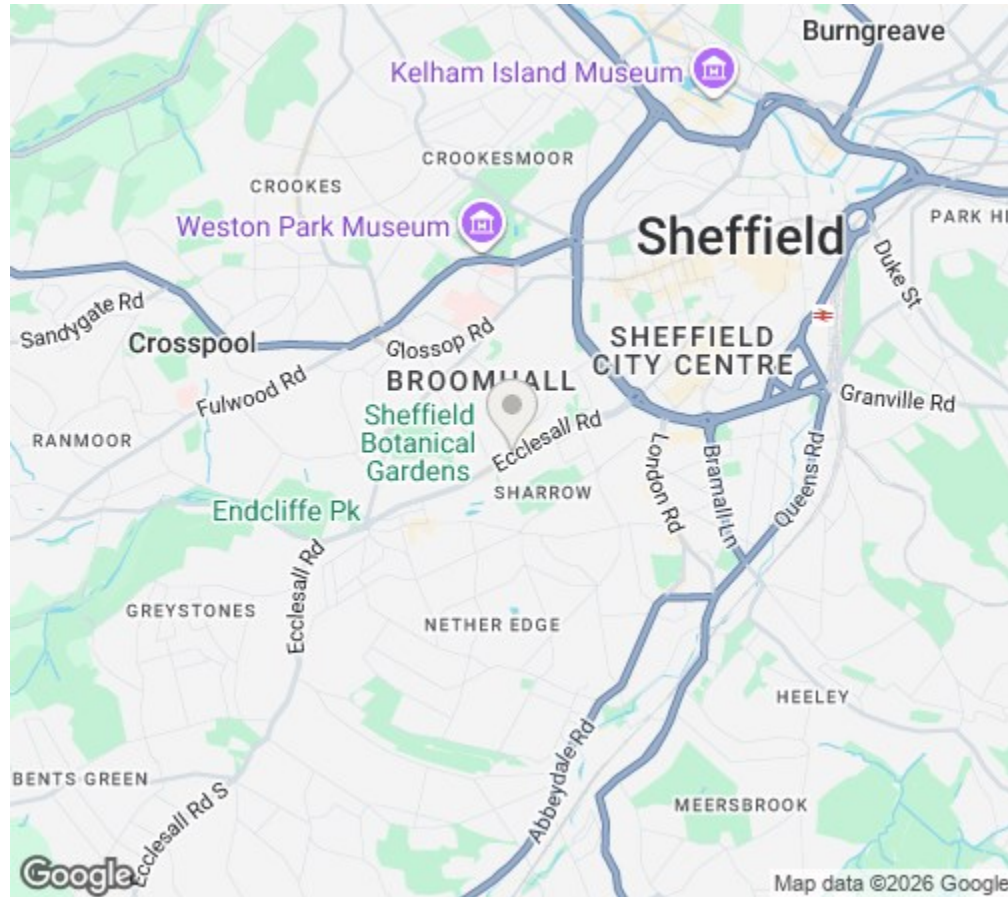 Burngreave
Kelham Island Museum
CROOKESMOOR
CROOKES
Weston Park Museum
Sheffield
PARK HI
Duke St
Sandygate Rd
Crosspool
Glossop Rd
SHEFFIELD
CITY CENTRE
BROOMHALL
Fulwood Rd
Granville Rd
Sheffield
Botanical
Gardens
Ecclesall Rd
RANMOOR
London Rd
Bramall Ln
Queens Rd
SHARROW
Endcliffe Pk
Ecclesall Rd
GREYSTONES
NETHER EDGE
HEELEY
Abbeydale Rd
BENTS GREEN
Ecclesall Rd S
MEERSBROOK
Google
Map data ©2026 Google